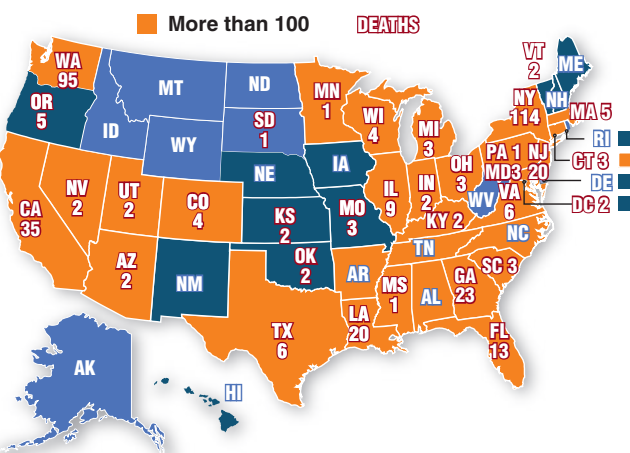 More than 100
DEATHS
WA
95
OR
5
MT
ND
MN
1
VT
2
ME
NH
NY
114
MA 5
RI
CT 3
ID
SD
1
WI
4
MI
3
WY
NE
IA
PA 1
NJ
20
MD3
DE
DC 2
OH
3
IL
9
IN
2
WV
VA
6
NV
2
UT
2
CO
4
KS
2
MO
3
KY 2
CA
35
NC
TN
AZ
2
NM
OK
2
AR
SC 3
MS
1
AL
GA
23
LA
20
TX
6
FL
13
AK
HI